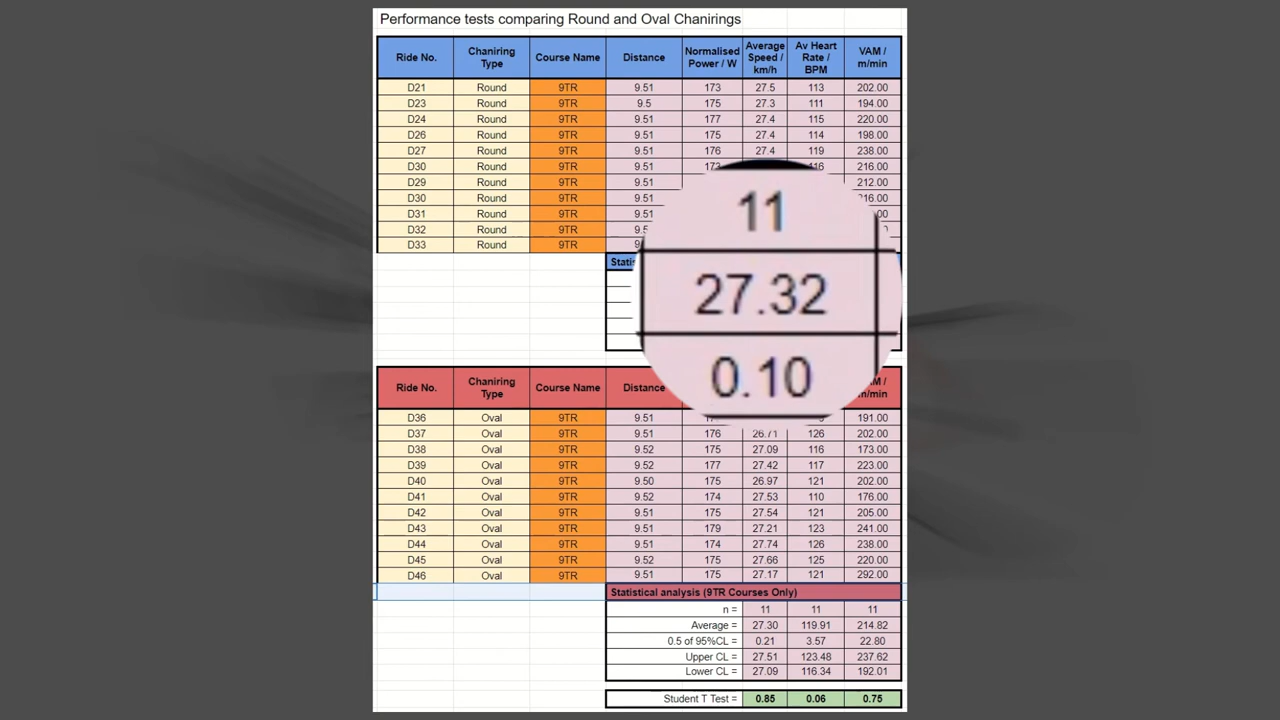 Performance tests comparing Round and Oval Chanirings
Ride No. Chaniring Type Course Name Distance Normalised Power / W Average Speed / km/h Av Heart Rate / BPM VAM / m/min
D21 Round 9TR 9.51 173 27.5 113 202.00
D23 Round 9TR 9.5 175 27.3 111 194.00
D24 Round 9TR 9.51 177 27.4 115 220.00
D26 Round 9TR 9.51 175 27.4 114 198.00
D27 Round 9TR 9.51 176 27.4 119 238.00
D30 Round 9TR 9.51
D29 Round 9TR 9.51 212.00
D30 Round 9TR 9.51
D31 Round 9TR 9.51
D32 Round 9TR
D33 Round 9TR
11
27.32
0.10
Ride No. Chaniring Type Course Name Distance
D36 Oval 9TR 9.51 191.00
D37 Oval 9TR 9.51 176 26.71 126 202.00
D38 Oval 9TR 9.52 175 27.09 116 173.00
D39 Oval 9TR 9.52 177 27.42 117 223.00
D40 Oval 9TR 9.50 175 26.97 121 202.00
D41 Oval 9TR 9.52 174 27.53 110 176.00
D42 Oval 9TR 9.51 175 27.54 121 205.00
D43 Oval 9TR 9.51 179 27.21 123 241.00
D44 Oval 9TR 9.51 174 27.74 126 238.00
D45 Oval 9TR 9.52 175 27.66 125 220.00
D46 Oval 9TR 9.51 175 27.17 121 292.00
Statistical analysis (9TR Courses Only)
n = 11 11 11
Average = 27.30 119.91 214.82
0.5 of 95%CL = 0.21 3.57 22.80
Upper CL = 27.51 123.48 237.62
Lower CL = 27.09 116.34 192.01
Student T Test = 0.85 0.06 0.75